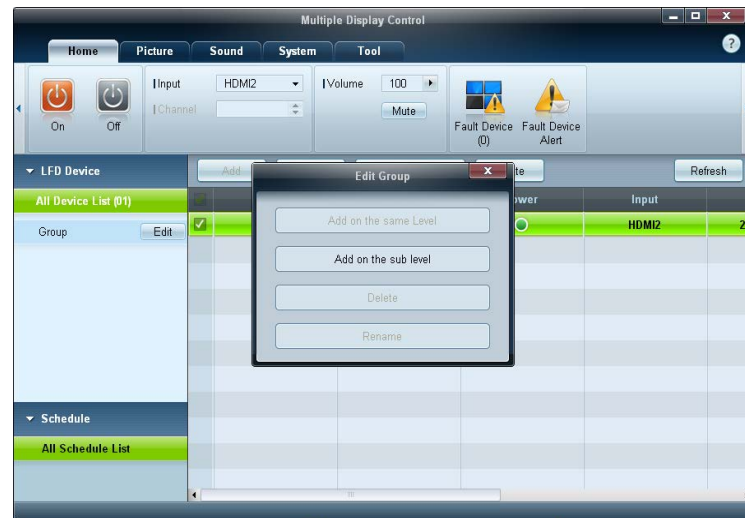 Multiple Display Control
Home Picture Sound System Tool
Input HDMI2 Volume 100
Channel Mute
On Off Fault Device (0) Fault Device Alert
LFD Device Add Refresh
Edit Group
All Device List (01) Input
Group Edit HDMI2 2
Add on the same Level
Add on the sub level
Delete
Rename
Schedule
All Schedule List